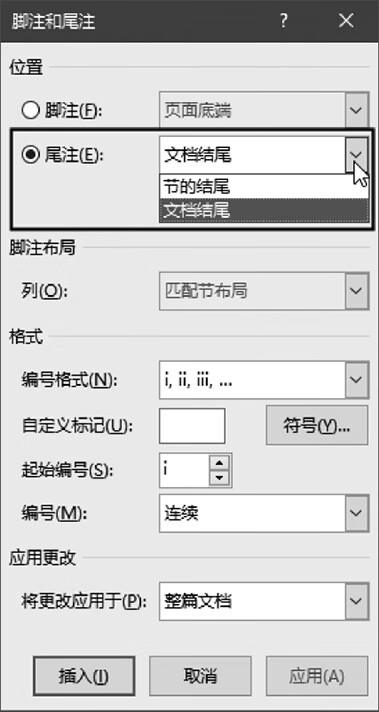 脚注和尾注 ?
位置
脚注(F): 页面底端
尾注(E): 文档结尾
节的结尾
文档结尾
脚注布局
列(O): 匹配节布局
格式
编号格式(N): i, ii, iii, ...
自定义标记(U): 符号(Y)...
起始编号(S): i
编号(M): 连续
应用更改
将更改应用于(P): 整篇文档
插入(I) 取消 应用(A)